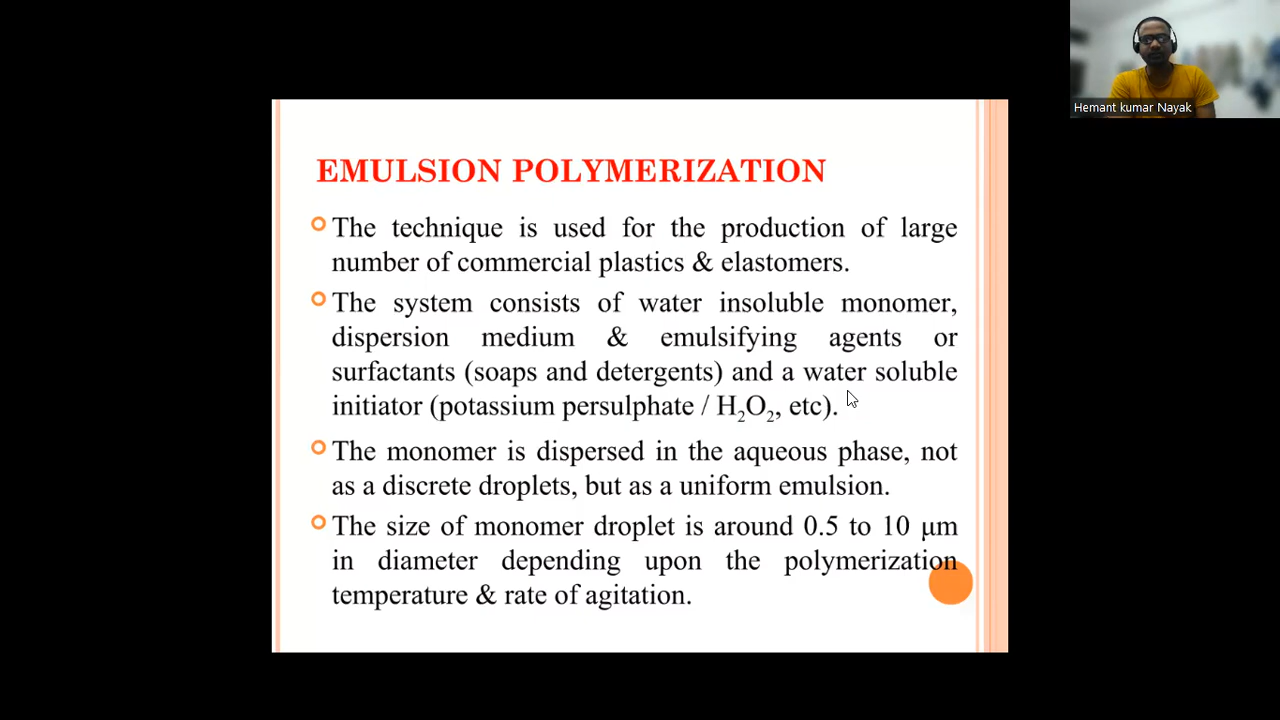 Hemant kumar Nayak
EMULSION POLYMERIZATION
The technique is used for the production of large
number of commercial plastics & elastomers.
The system consists of water insoluble monomer,
dispersion medium & emulsifying agents or
surfactants (soaps and detergents) and a water soluble
initiator (potassium persulphate / H₂O₂, etc).
The monomer is dispersed in the aqueous phase, not
as a discrete droplets, but as a uniform emulsion.
The size of monomer droplet is around 0.5 to 10 μm
in diameter depending upon the polymerization
temperature & rate of agitation.